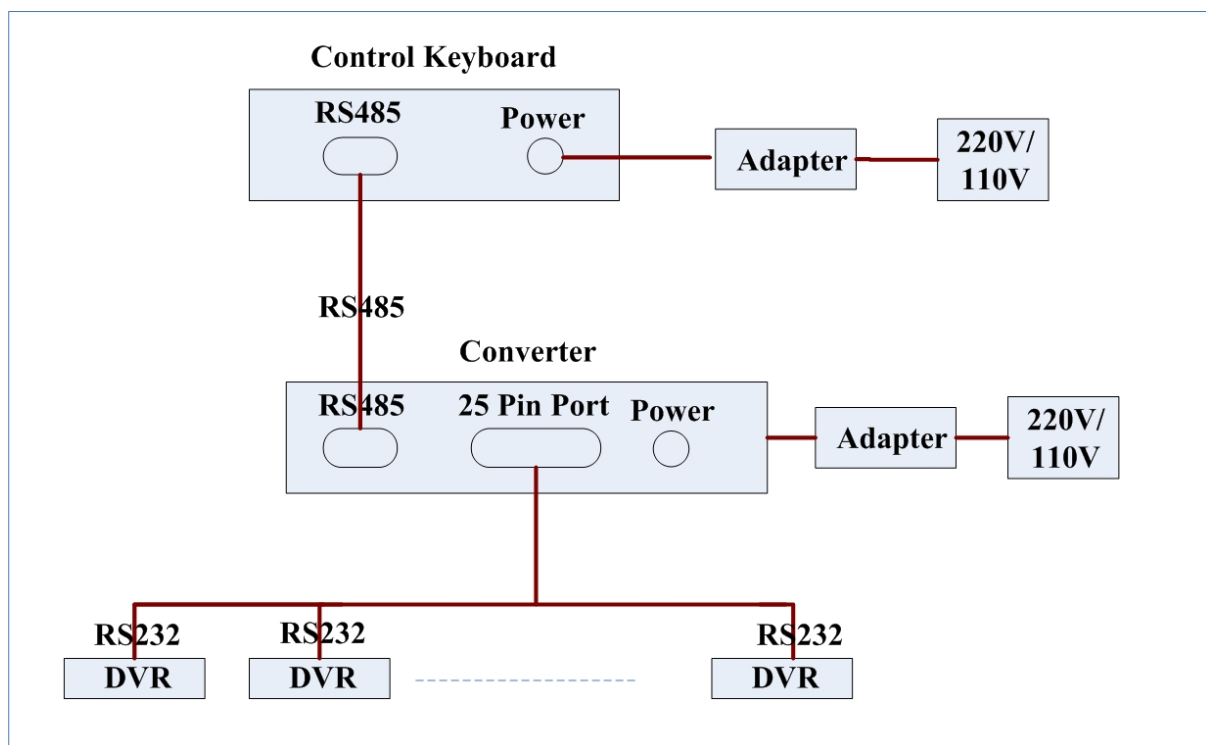 Control Keyboard
RS485
Power
Adapter
220V/
110V
RS485
Converter
RS485
25 Pin Port
Power
Adapter
220V/
110V
RS232
RS232
RS232
DVR
DVR
DVR